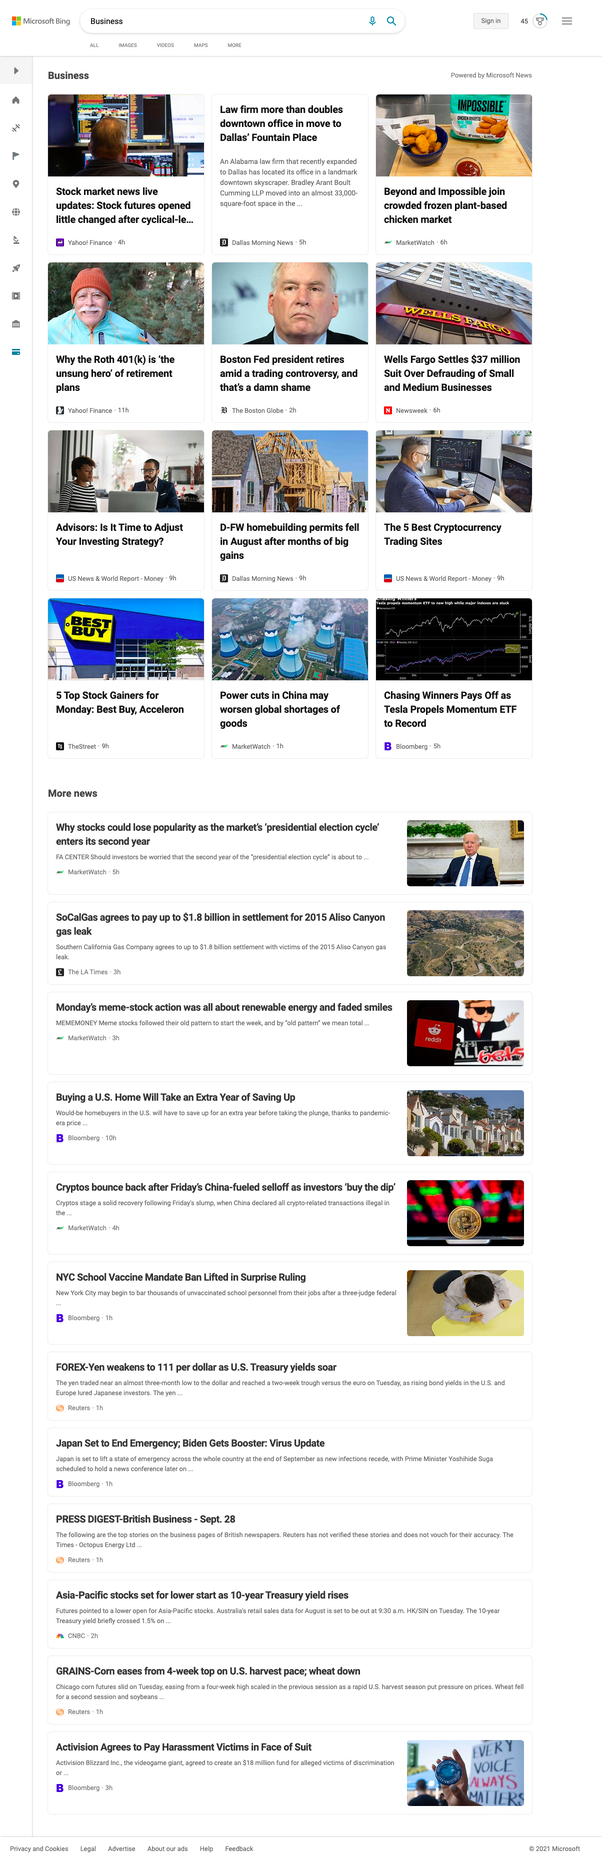 Microsoft Bing
Business
Sign in
45
ALL IMAGES VIDEOS MAPS MORE
Business
Powered by Microsoft News
IMPOSSIBLE
Stock market news live
updates: Stock futures opened
little changed after cyclical-le...
Yahoo! Finance · 4h
Law firm more than doubles
downtown office in move to
Dallas' Fountain Place
An Alabama law firm that recently expanded
to Dallas has located its office in a landmark
downtown skyscraper. Bradley Arant Boult
Cumming LLP moved into an almost 33,000-
square-foot space in the ...
Dallas Morning News · 5h
Beyond and Impossible join
crowded frozen plant-based
chicken market
MarketWatch · 6h
WELLS FARGO
Why the Roth 401(k) is 'the
unsung hero' of retirement
plans
Yahoo! Finance · 11h
Boston Fed president retires
amid a trading controversy, and
that's a damn shame
The Boston Globe · 2h
Wells Fargo Settles $37 million
Suit Over Defrauding of Small
and Medium Businesses
Newsweek · 6h
Advisors: Is It Time to Adjust
Your Investing Strategy?
US News & World Report - Money · 9h
D-FW homebuilding permits fell
in August after months of big
gains
Dallas Morning News · 9h
The 5 Best Cryptocurrency
Trading Sites
US News & World Report - Money · 9h
BEST
BUY
Tesla propels momentum ETF to new high while major indexes are stuck
5 Top Stock Gainers for
Monday: Best Buy, Acceleron
TheStreet · 9h
Power cuts in China may
worsen global shortages of
goods
MarketWatch · 1h
Chasing Winners Pays Off as
Tesla Propels Momentum ETF
to Record
Bloomberg · 5h
More news
Why stocks could lose popularity as the market's 'presidential election cycle'
enters its second year
FA CENTER Should investors be worried that the second year of the "presidential election cycle" is about to ...
MarketWatch · 5h
SoCalGas agrees to pay up to $1.8 billion in settlement for 2015 Aliso Canyon
gas leak
Southern California Gas Company agrees to up to $1.8 billion settlement with victims of the 2015 Aliso Canyon gas
leak.
The LA Times · 3h
Monday's meme-stock action was all about renewable energy and faded smiles
MEMEMONEY Meme stocks followed their old pattern to start the week, and by "old pattern" we mean total ...
MarketWatch · 3h
reddit
Buying a U.S. Home Will Take an Extra Year of Saving Up
Would-be homebuyers in the U.S. will have to save up for an extra year before taking the plunge, thanks to pandemic-
era price ...
Bloomberg · 10h
Cryptos bounce back after Friday's China-fueled selloff as investors 'buy the dip'
Cryptos stage a solid recovery following Friday's slump, when China declared all crypto-related transactions illegal in
the ...
MarketWatch · 4h
NYC School Vaccine Mandate Ban Lifted in Surprise Ruling
New York City may begin to bar thousands of unvaccinated school personnel from their jobs after a three-judge federal
...
Bloomberg · 1h
FOREX-Yen weakens to 111 per dollar as U.S. Treasury yields soar
The yen traded near an almost three-month low to the dollar and reached a two-week trough versus the euro on Tuesday, as rising bond yields in the U.S. and
Europe lured Japanese investors. The yen ...
Reuters · 1h
Japan Set to End Emergency; Biden Gets Booster: Virus Update
Japan is set to lift a state of emergency across the whole country at the end of September as new infections recede, with Prime Minister Yoshihide Suga
scheduled to hold a news conference later on ...
Bloomberg · 1h
PRESS DIGEST-British Business - Sept. 28
The following are the top stories on the business pages of British newspapers. Reuters has not verified these stories and does not vouch for their accuracy. The
Times - Octopus Energy Ltd ...
Reuters · 1h
Asia-Pacific stocks set for lower start as 10-year Treasury yield rises
Futures pointed to a lower open for Asia-Pacific stocks. Australia's retail sales data for August is set to be out at 9:30 a.m. HK/SIN on Tuesday. The 10-year
Treasury yield briefly crossed 1.5% on ...
CNBC · 2h
GRAINS-Corn eases from 4-week top on U.S. harvest pace; wheat down
Chicago corn futures slid on Tuesday, easing from a four-week high scaled in the previous session as a rapid U.S. harvest season put pressure on prices. Wheat fell
for a second session and soybeans ...
Reuters · 1h
Activision Agrees to Pay Harassment Victims in Face of Suit
Activision Blizzard Inc., the videogame giant, agreed to create an $18 million fund for alleged victims of discrimination
or ...
Bloomberg · 3h
EVERY
VOICE
ALWAYS
MATTERS
Privacy and Cookies Legal Advertise About our ads Help Feedback
© 2021 Microsoft